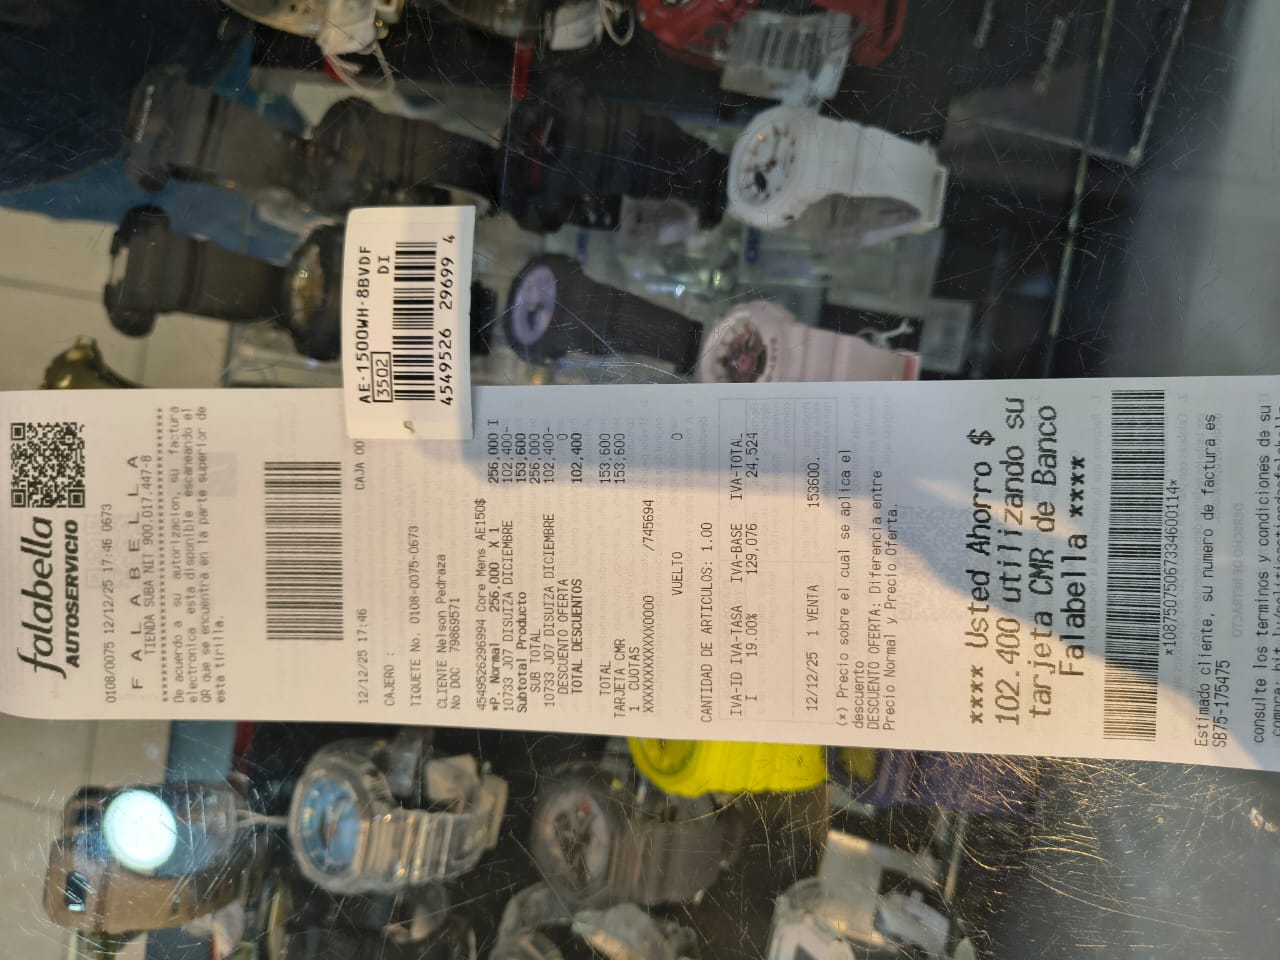 AE-1500WH-8BVDF
3502 DI
4549526 29699 4
falabella
AUTOSERVICIO
0108/0075 12/12/25 17:46 0673
F A L A B E L L A
TIENDA SUBA NIT 900.017.447-8
******************************
De acuerdo a su autorizacion, su factura
electronica esta disponible escaneando el
QR que se encuentra en la parte superior de
esta tirilla.
12/12/25 17:46 CAJA 00
CAJERO :
TIQUETE No. 0108-0075-0673
CLIENTE Nelson Pedraza
No DOC 79869571
4549526296994 Core Mens AE150$
*P. Normal 256,000 X 1 256,000 I
10733 J07 DISUIZA DICIEMBRE 102,400-
Subtotal Producto 153,600
SUB TOTAL 256,000
10733 J07 DISUIZA DICIEMBRE 102,400-
DESCUENTO OFERTA 0
TOTAL DESCUENTOS 102,400
TOTAL 153,600
TARJETA CMR 153,600
1 CUOTAS
XXXXXXXXXXXX0000 /745694
VUELTO 0
CANTIDAD DE ARTICULOS: 1.00
IVA-ID IVA-TASA IVA-BASE IVA-TOTAL
I 19.00% 129,076 24,524
12/12/25 1 VENTA 153600.
(*) Precio sobre el cual se aplica el
descuento
DESCUENTO OFERTA: Diferencia entre
Precio Normal y Precio Oferta.
**** Usted Ahorro $
102.400 utilizando su
tarjeta CMR de Banco
Falabella ****
*10875075067334600114*
Estimado cliente, su numero de factura es
SB75-175475
consulte los terminos y condiciones de su